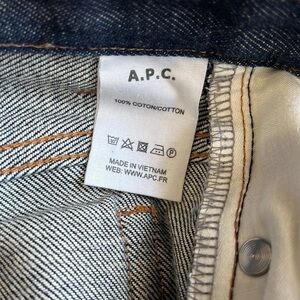 A.P.C.
100% COTON/COTTON
MADE IN VIETNAM
WEB: WWW.APC.FR